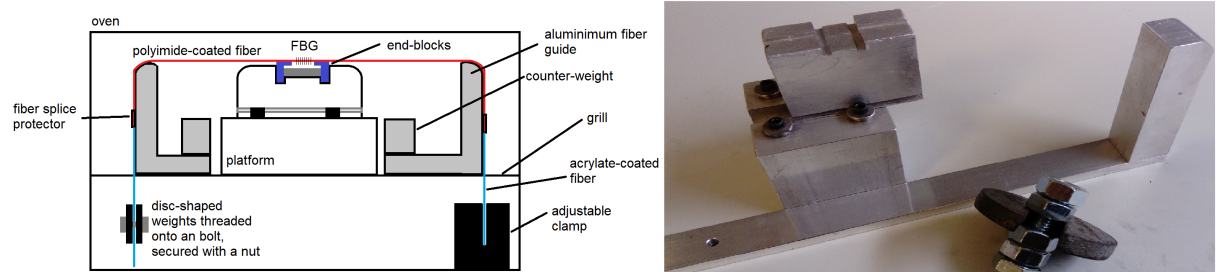 oven
polyimide-coated fiber
FBG
end-blocks
aluminimum fiber
guide
counter-weight
fiber splice
protector
grill
platform
acrylate-coated
fiber
disc-shaped
weights threaded
onto an bolt,
secured with a nut
adjustable
clamp